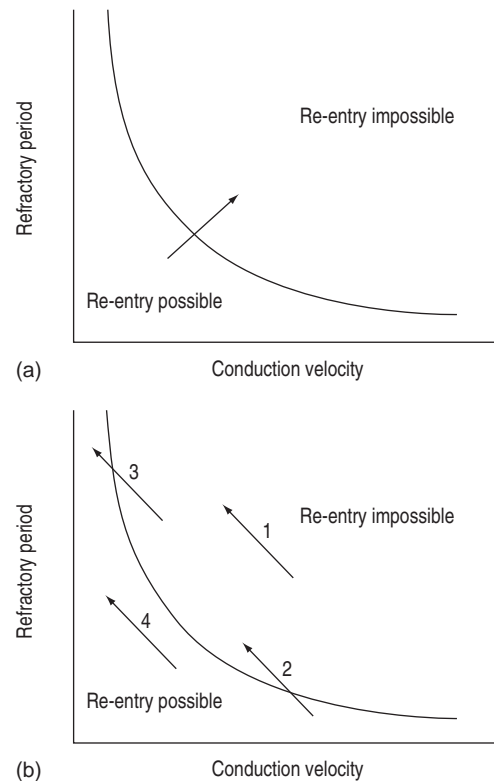 Refractory period
Re-entry impossible
Re-entry possible
(a)
Conduction velocity
Refractory period
3
1
Re-entry impossible
4
2
Re-entry possible
(b)
Conduction velocity